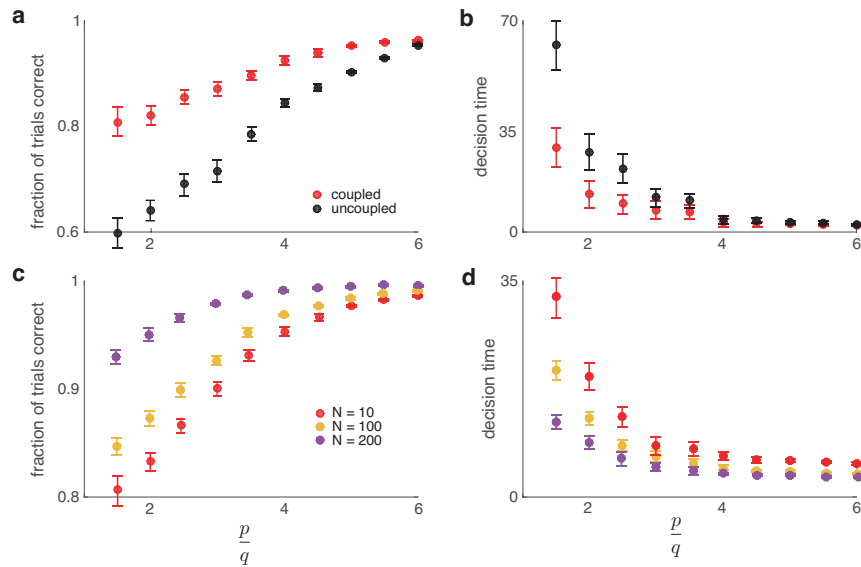 a
fraction of trials correct
1
0.8
0.6
2
4
6
coupled
uncoupled
b
decision time
70
35
0
2
4
6
c
fraction of trials correct
1
0.9
0.8
2
4
6
N = 10
N = 100
N = 200
p
q
d
decision time
35
0
2
4
6
p
q